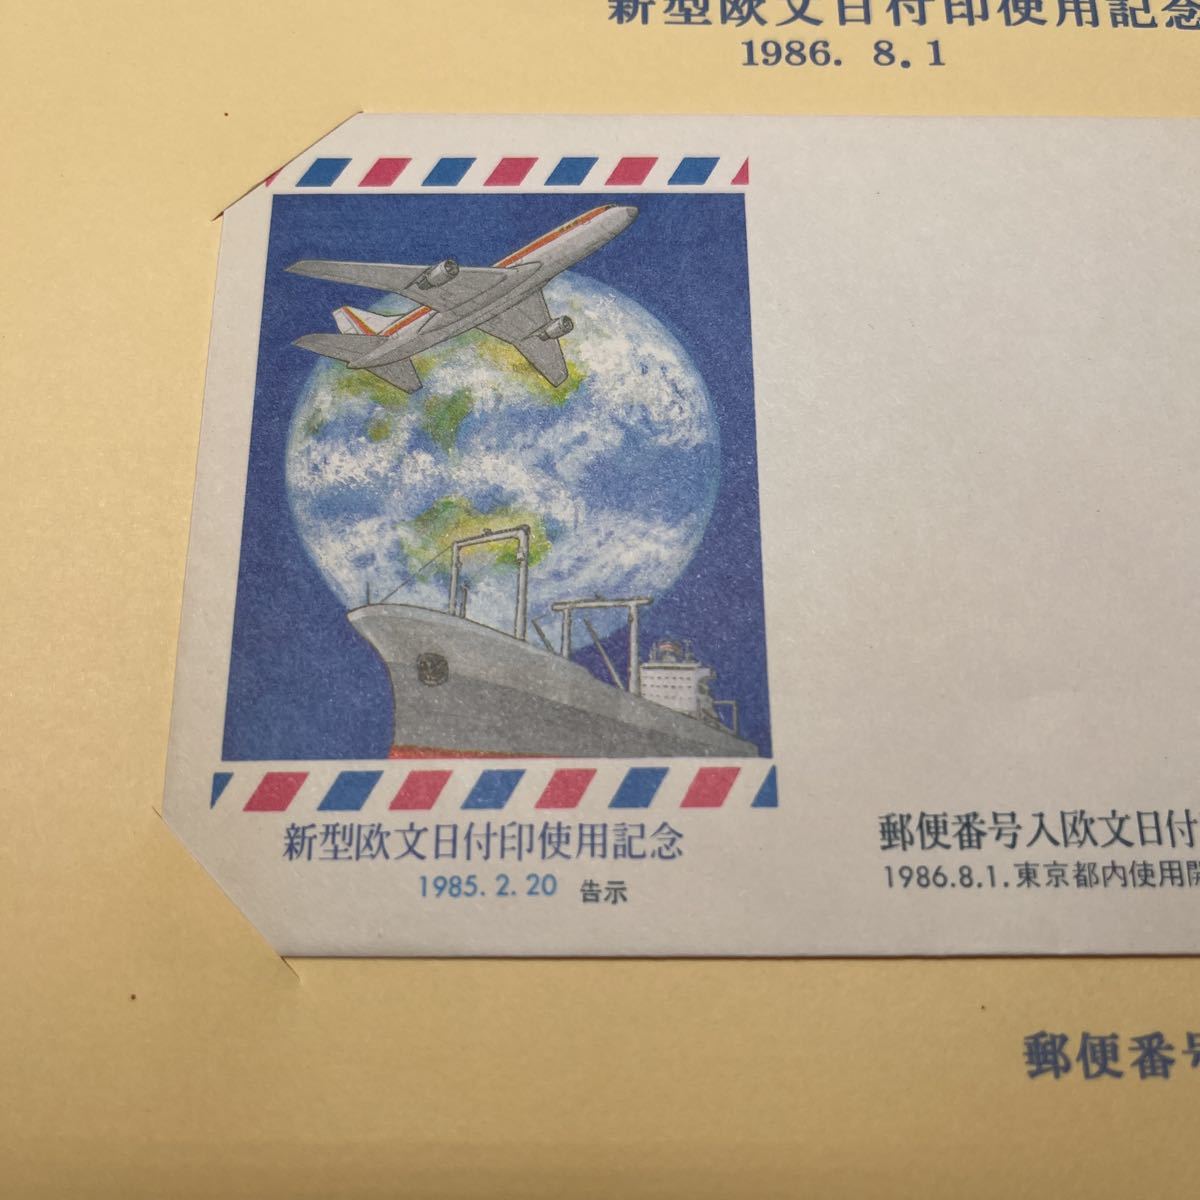 新型欧文日付印使用記念
1986. 8. 1
新型欧文日付印使用記念
1985. 2. 20 告示
郵便番号入欧文日付
1986.8.1.東京都内使用開
郵便番号